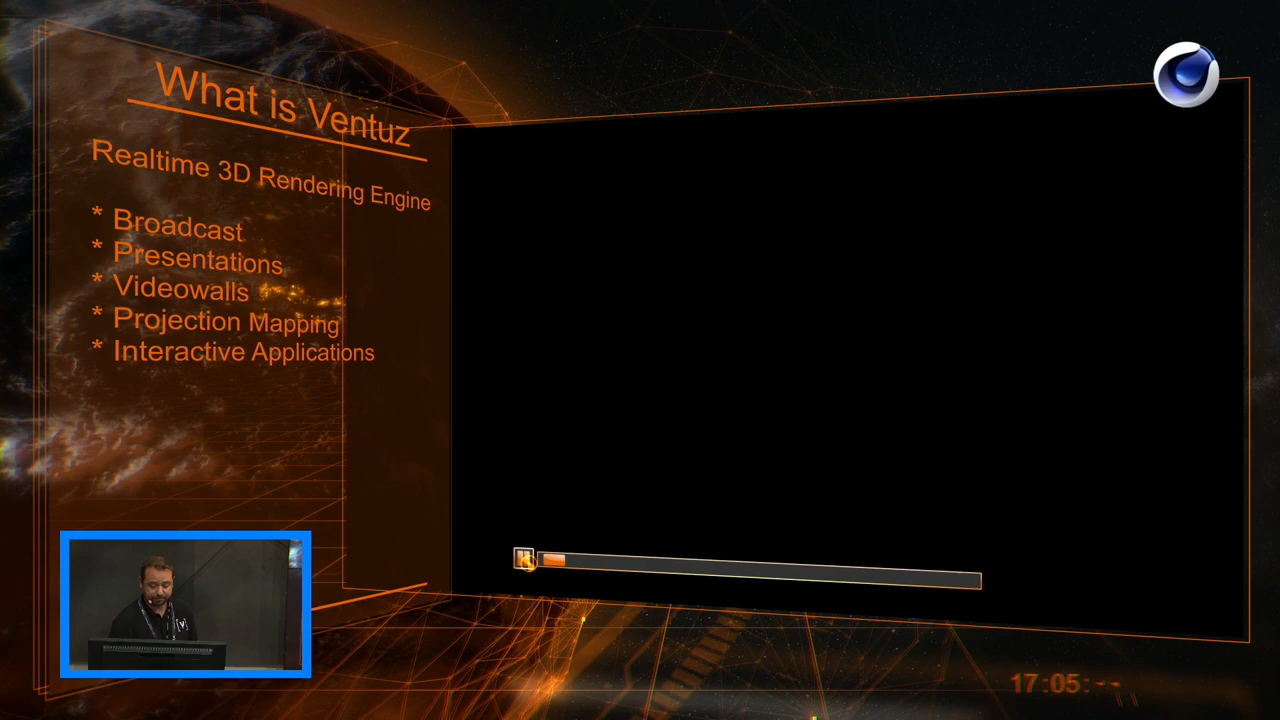 What is Ventuz
Realtime 3D Rendering Engine
* Broadcast
* Presentations
* Videowalls
* Projection Mapping
* Interactive Applications
17:05: